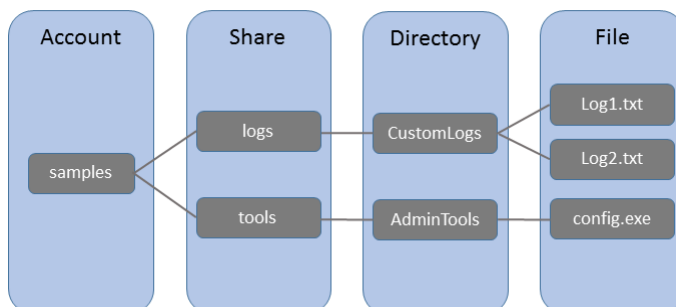 Account
Share
Directory
File
samples
logs
tools
CustomLogs
AdminTools
Log1.txt
Log2.txt
config.exe